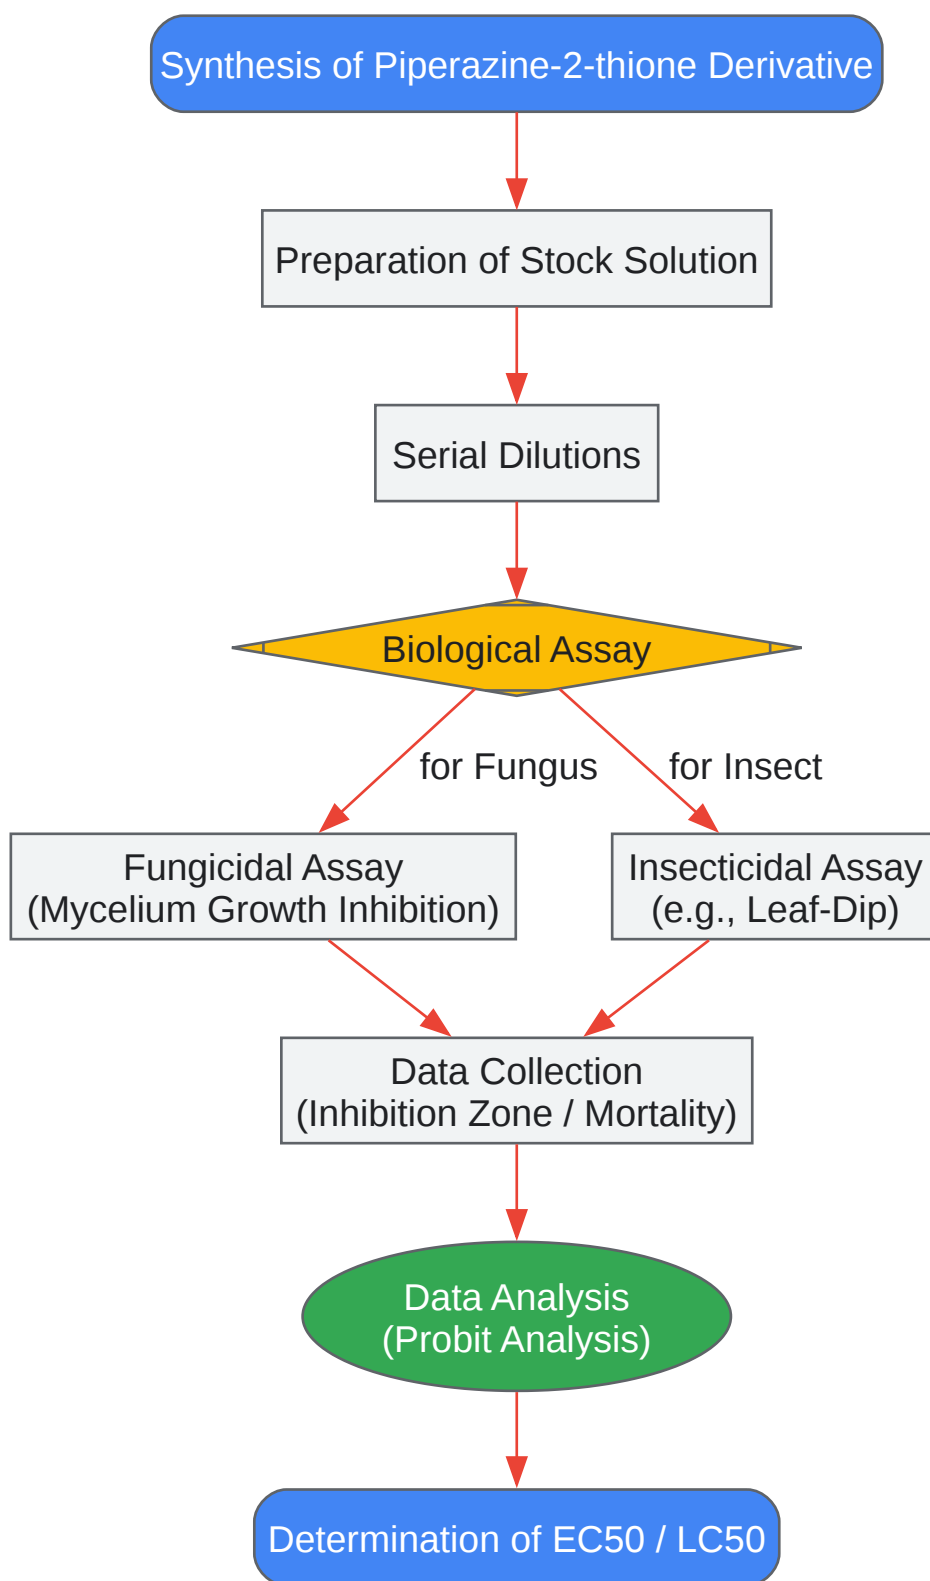 Synthesis of Piperazine-2-thione Derivative
Preparation of Stock Solution
Serial Dilutions
Biological Assay
for Fungus
for Insect
Fungicidal Assay
(Mycelium Growth Inhibition)
Insecticidal Assay
(e.g., Leaf-Dip)
Data Collection
(Inhibition Zone / Mortality)
Data Analysis
(Probit Analysis)
Determination of EC50 / LC50